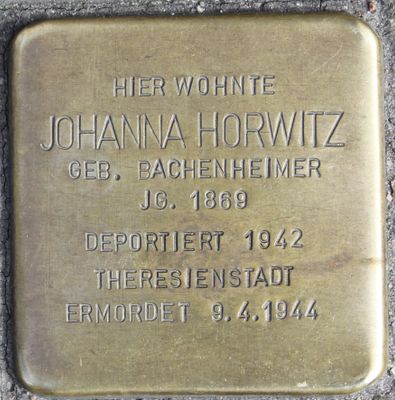 HIER WOHNTE
JOHANNA HORWITZ
GEB. BACHENHEIMER
JG. 1869
DEPORTIERT 1942
THERESIENSTADT
ERMORDET 9.4.1944